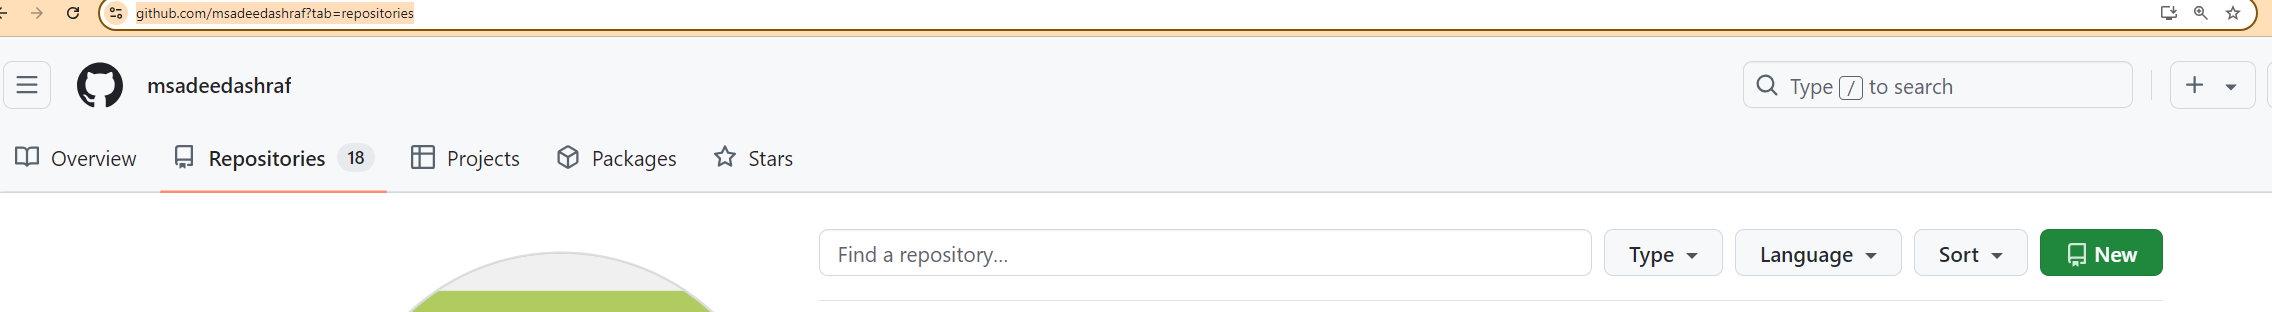 github.com/msadeedashraf?tab=repositories
msadeedashraf
Type / to search
Overview Repositories 18 Projects Packages Stars
Find a repository... Type Language Sort New